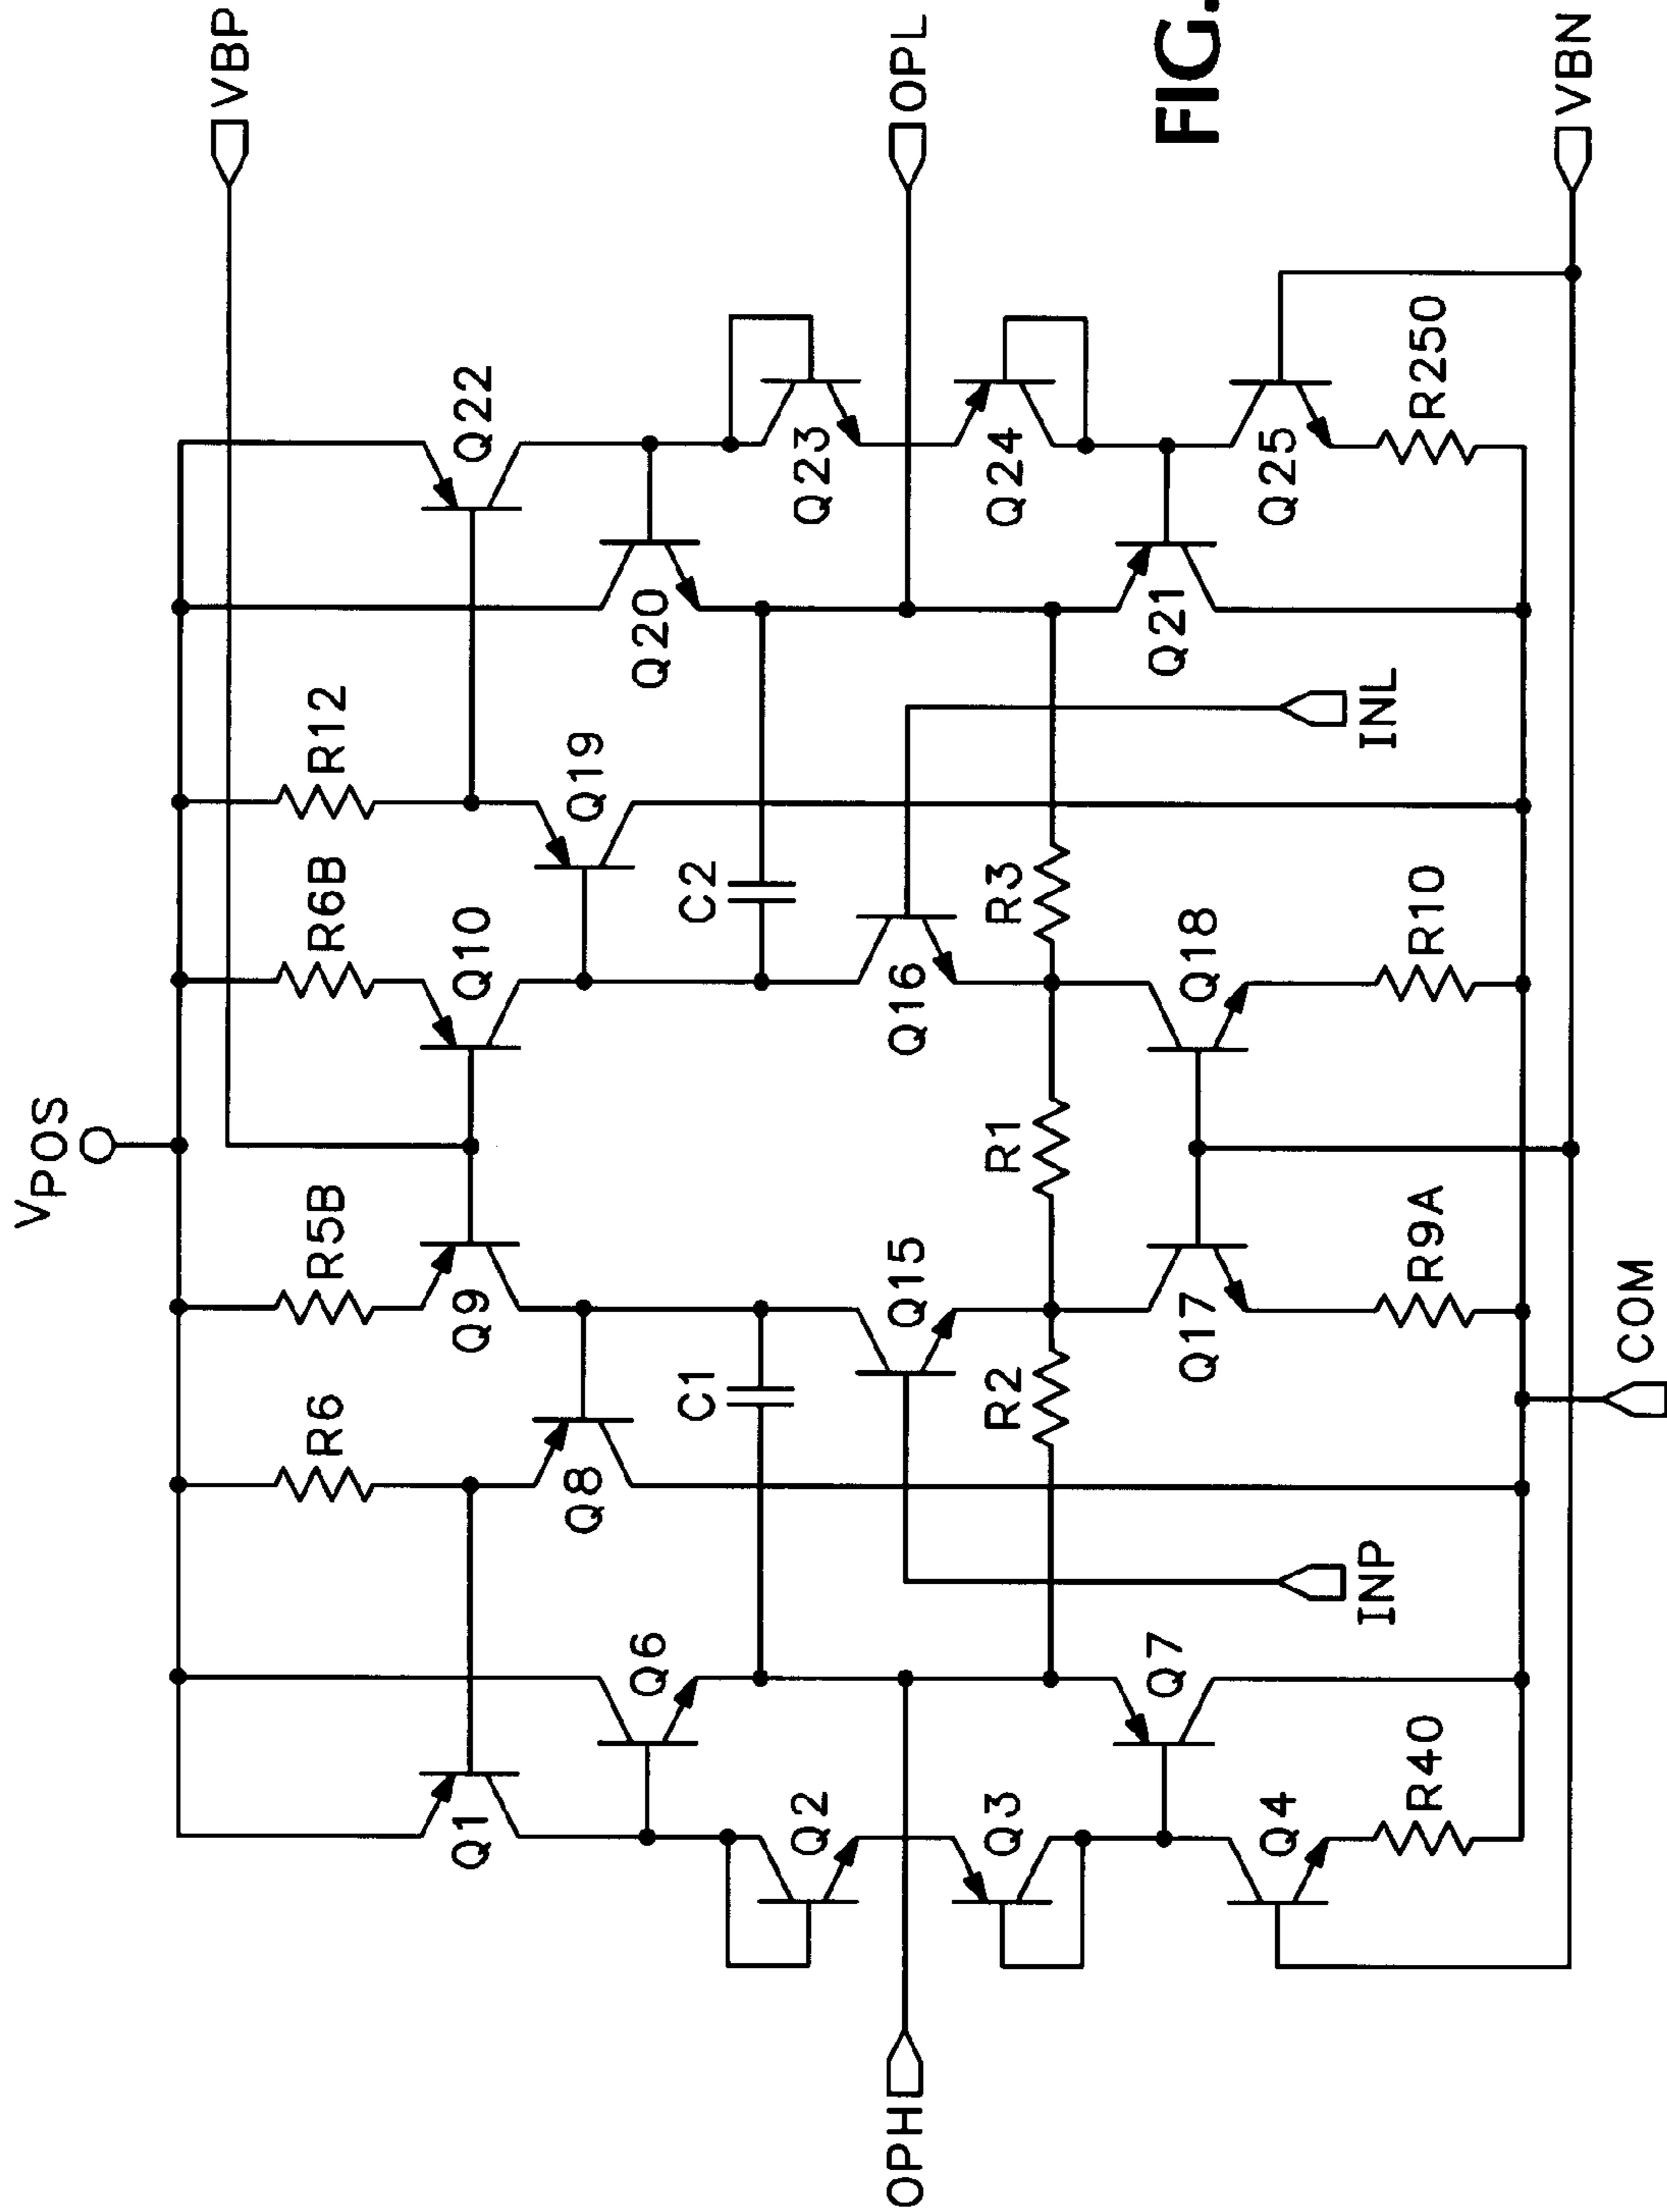 VPOS
VBP
R6
R5B
R6B
R12
Q1
Q9
Q10
Q22
Q8
Q19
Q6
Q20
C1
C2
Q2
Q23
OPHI
Q15
Q16
OPL
Q3
R2
R1
R3
Q24
Q7
Q17
Q18
Q21
Q4
Q25
INP
INL
R40
R9A
R10
R250
COM
VBN
FIG.